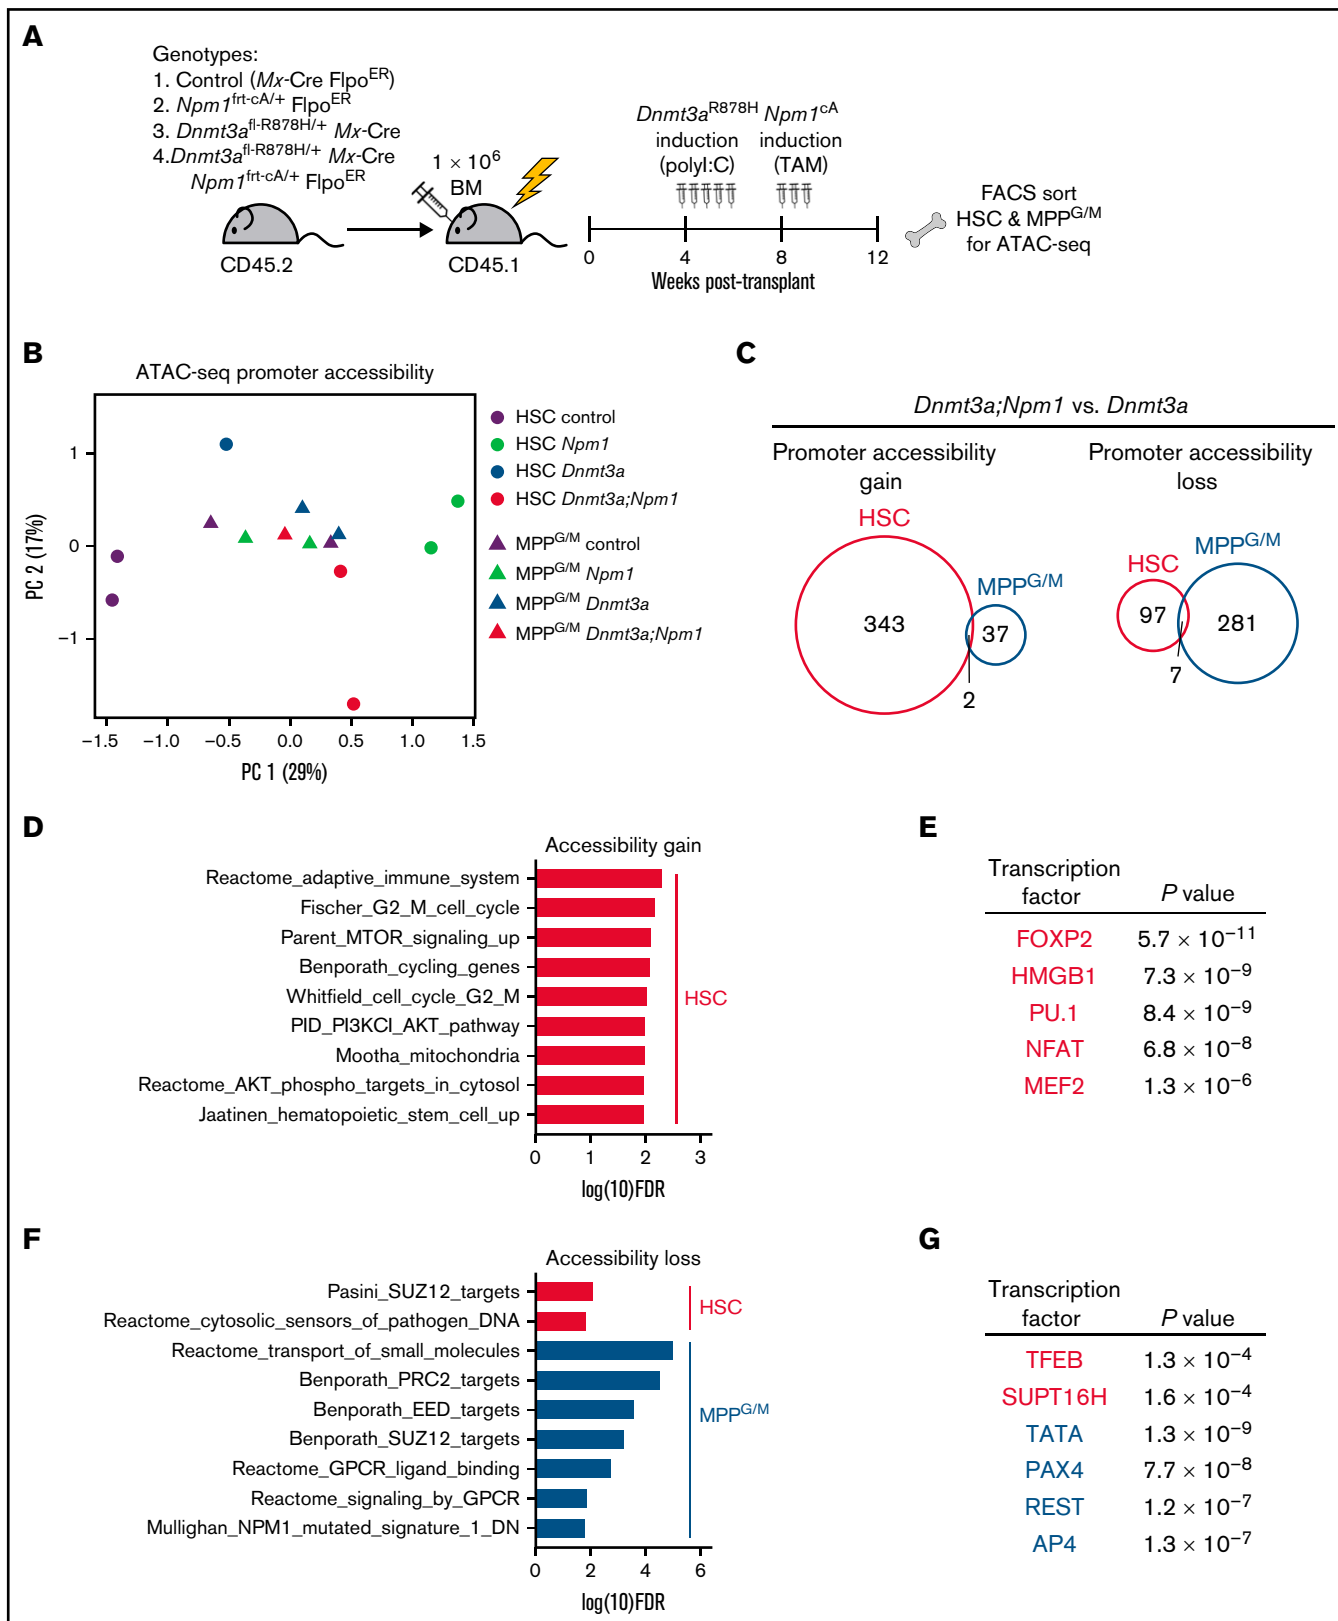 A
Genotypes:
1. Control (Mx-Cre Flpo^ER)
2. Npm1^frt-cA/+ Flpo^ER
3. Dnmt3a^fl-R878H/+ Mx-Cre
4.Dnmt3a^fl-R878H/+ Mx-Cre
Npm1^frt-cA/+ Flpo^ER
CD45.2
1 × 10^6
BM
CD45.1
Dnmt3a^R878H Npm1^cA
induction induction
(polyI:C) (TAM)
0 4 8 12
Weeks post-transplant
FACS sort
HSC & MPP^G/M
for ATAC-seq
B
ATAC-seq promoter accessibility
PC 2 (17%)
1
0
−1
−1.5 −1.0 −0.5 0.0 0.5 1.0 1.5
PC 1 (29%)
HSC control
HSC Npm1
HSC Dnmt3a
HSC Dnmt3a;Npm1
MPP^G/M control
MPP^G/M Npm1
MPP^G/M Dnmt3a
MPP^G/M Dnmt3a;Npm1
C
Dnmt3a;Npm1 vs. Dnmt3a
Promoter accessibility
gain
HSC
MPP^G/M
343
37
2
Promoter accessibility
loss
HSC
MPP^G/M
97
281
7
D
Accessibility gain
Reactome_adaptive_immune_system
Fischer_G2_M_cell_cycle
Parent_MTOR_signaling_up
Benporath_cycling_genes
Whitfield_cell_cycle_G2_M
PID_PI3KCI_AKT_pathway
Mootha_mitochondria
Reactome_AKT_phospho_targets_in_cytosol
Jaatinen_hematopoietic_stem_cell_up
HSC
0 1 2 3
log(10)FDR
E
Transcription
factor P value
FOXP2 5.7 × 10^−11
HMGB1 7.3 × 10^−9
PU.1 8.4 × 10^−9
NFAT 6.8 × 10^−8
MEF2 1.3 × 10^−6
F
Accessibility loss
Pasini_SUZ12_targets
Reactome_cytosolic_sensors_of_pathogen_DNA
Reactome_transport_of_small_molecules
Benporath_PRC2_targets
Benporath_EED_targets
Benporath_SUZ12_targets
Reactome_GPCR_ligand_binding
Reactome_signaling_by_GPCR
Mullighan_NPM1_mutated_signature_1_DN
HSC
MPP^G/M
0 2 4 6
log(10)FDR
G
Transcription
factor P value
TFEB 1.3 × 10^−4
SUPT16H 1.6 × 10^−4
TATA 1.3 × 10^−9
PAX4 7.7 × 10^−8
REST 1.2 × 10^−7
AP4 1.3 × 10^−7